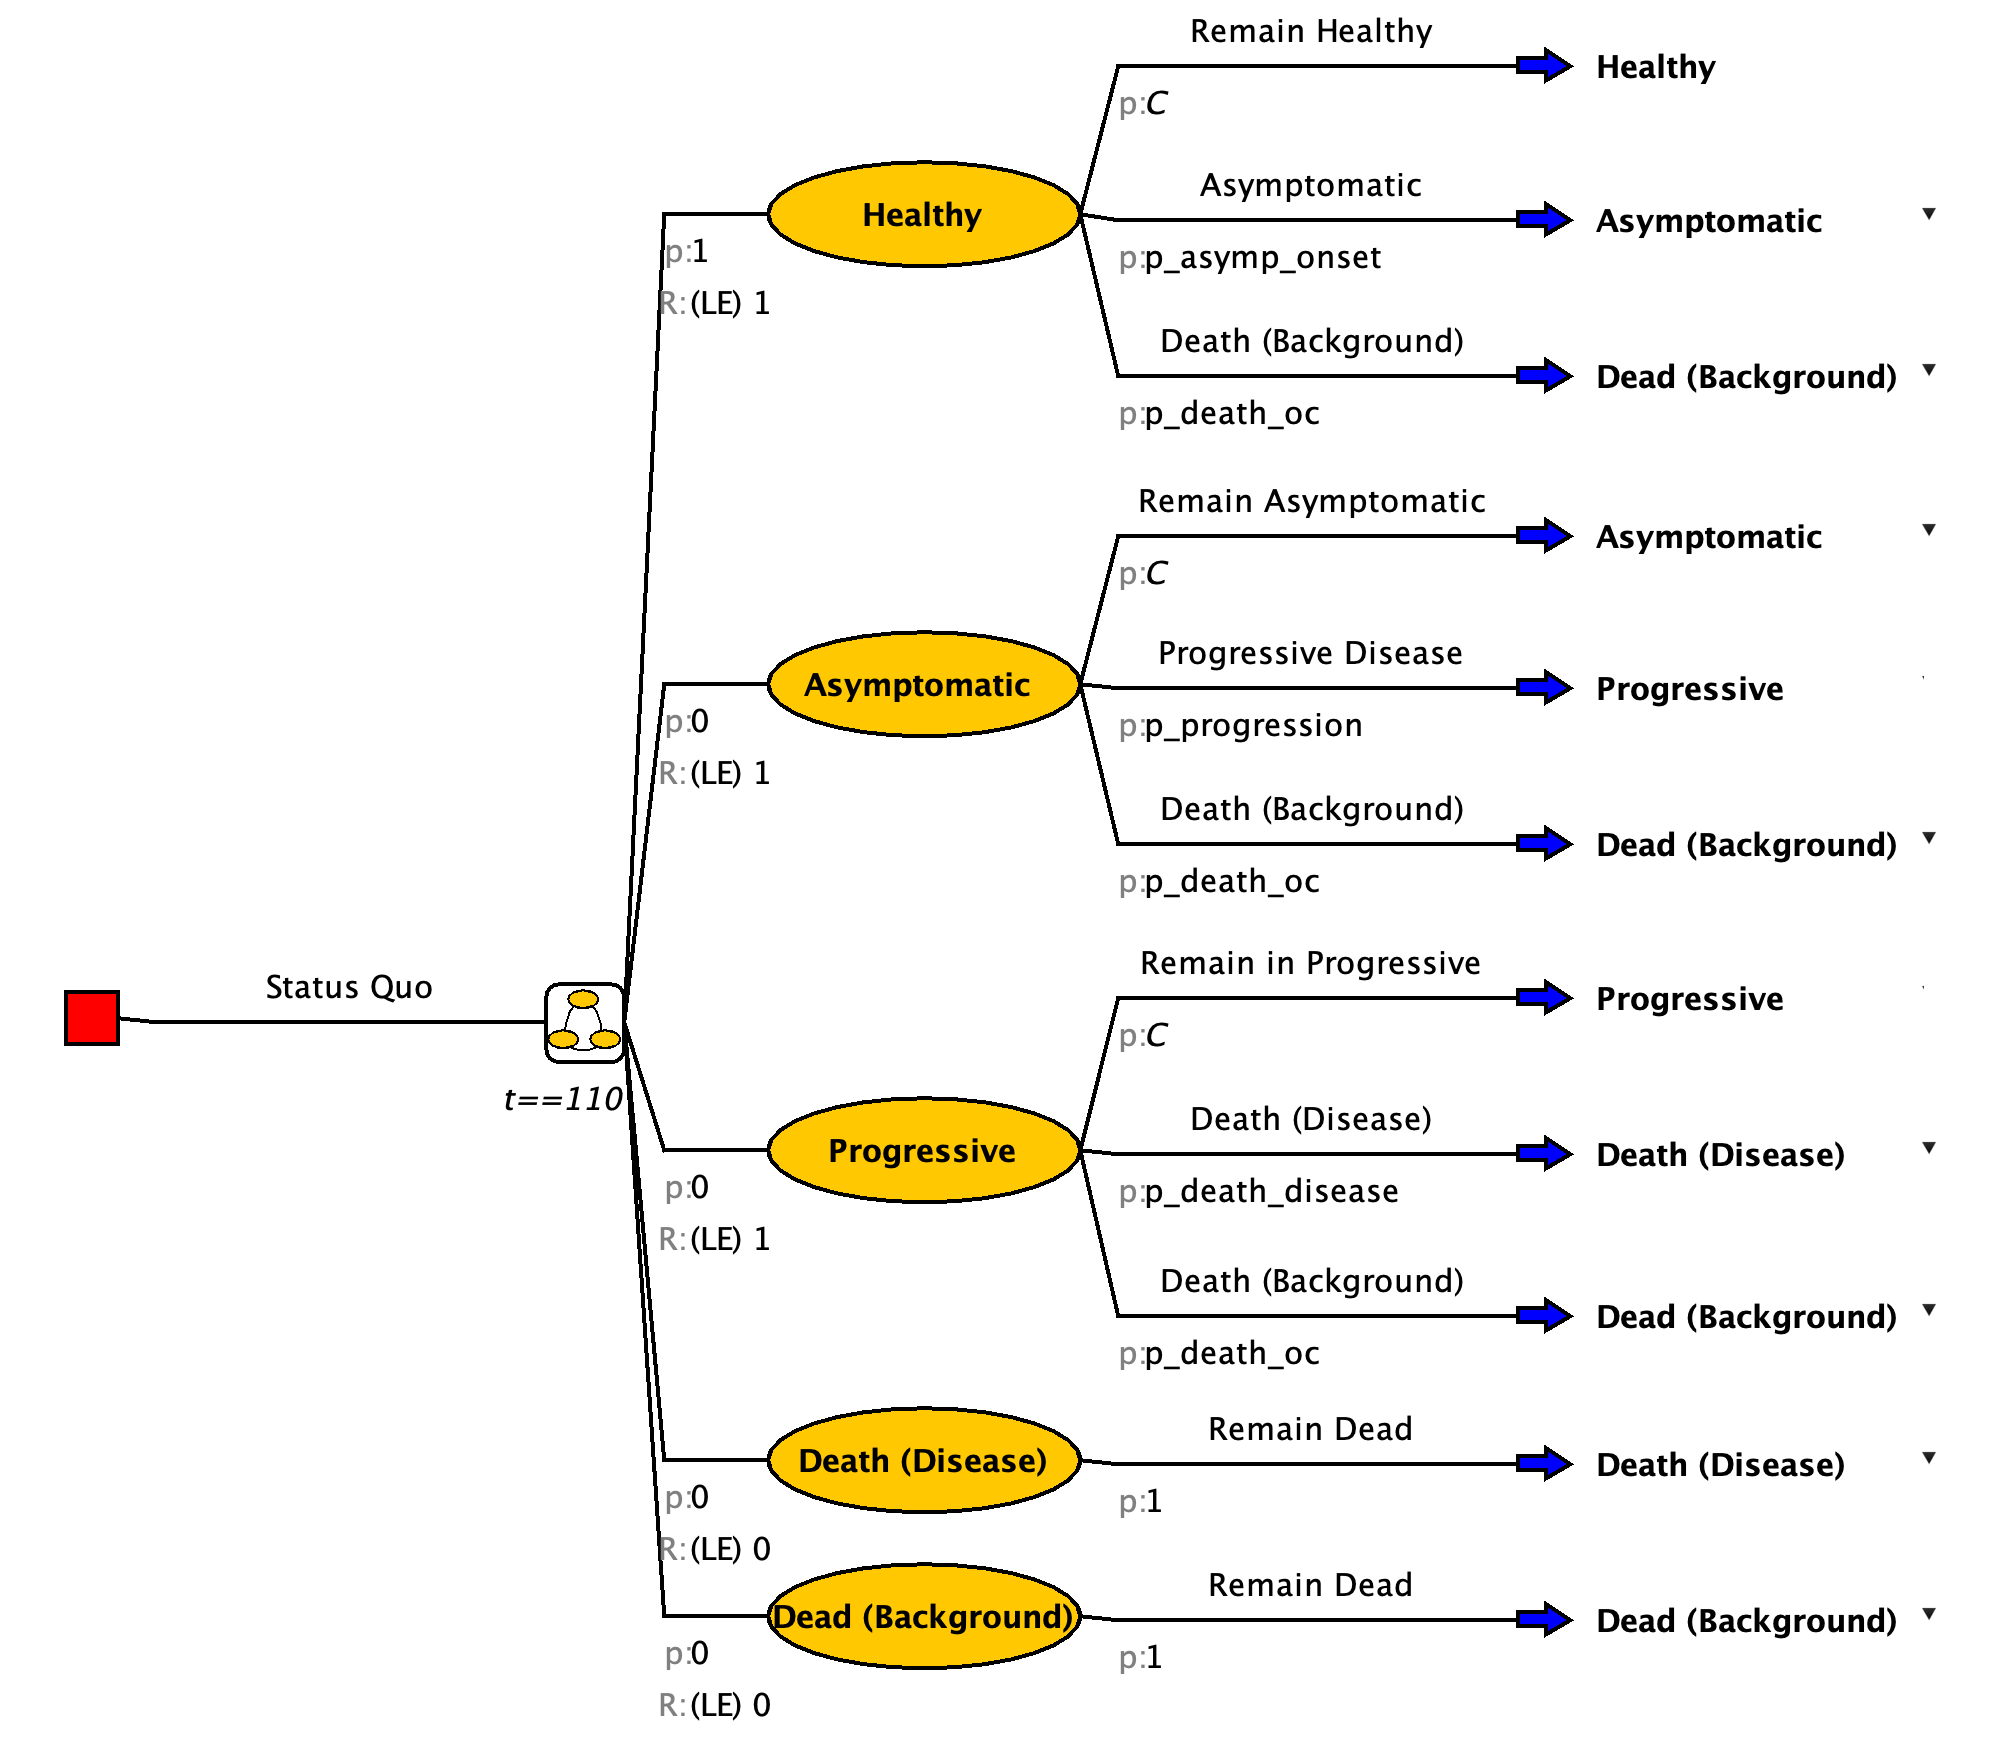 Remain Healthy
Healthy
p:C
Asymptomatic
Healthy
Asymptomatic
p:1
p:p_asymp_onset
R:(LE) 1
Death (Background)
Dead (Background)
p:p_death_oc
Remain Asymptomatic
Asymptomatic
p:C
Progressive Disease
Asymptomatic
Progressive
p:0
p:p_progression
R:(LE) 1
Death (Background)
Dead (Background)
p:p_death_oc
Remain in Progressive
Status Quo
Progressive
p:C
t==110
Death (Disease)
Progressive
Death (Disease)
p:0
p:p_death_disease
R:(LE) 1
Death (Background)
Dead (Background)
p:p_death_oc
Remain Dead
Death (Disease)
Death (Disease)
p:0
p:1
R:(LE) 0
Remain Dead
Dead (Background)
Dead (Background)
p:0
p:1
R:(LE) 0